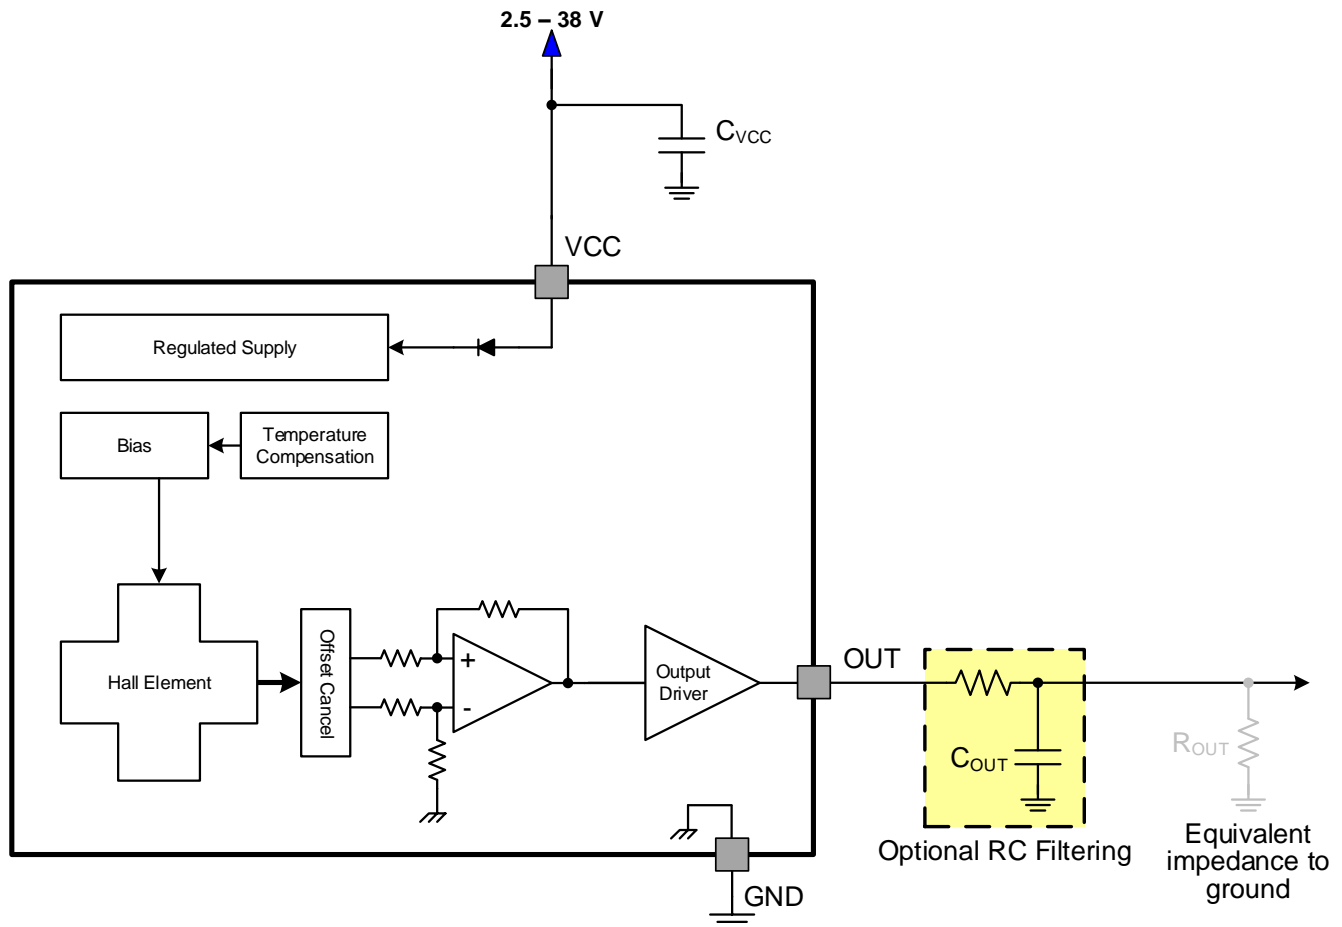 2.5 – 38 V
CVCC
VCC
Regulated Supply
Bias
Temperature
Compensation
Hall Element
Offset Cancel
+
-
Output
Driver
OUT
COUT
ROUT
Optional RC Filtering
Equivalent
impedance to
ground
GND